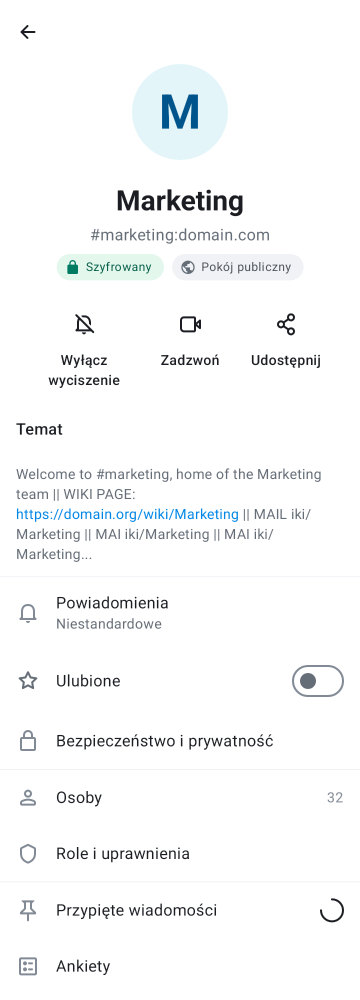 M
Marketing
#marketing:domain.com
Szyfrowany Pokój publiczny
Wyłącz wyciszenie
Zadzwoń
Udostępnij
Temat
Welcome to #marketing, home of the Marketing
team || WIKI PAGE:
https://domain.org/wiki/Marketing || MAIL iki/
Marketing || MAI iki/Marketing || MAI iki/
Marketing...
Powiadomienia
Niestandardowe
Ulubione
Bezpieczeństwo i prywatność
Osoby 32
Role i uprawnienia
Przypięte wiadomości
Ankiety